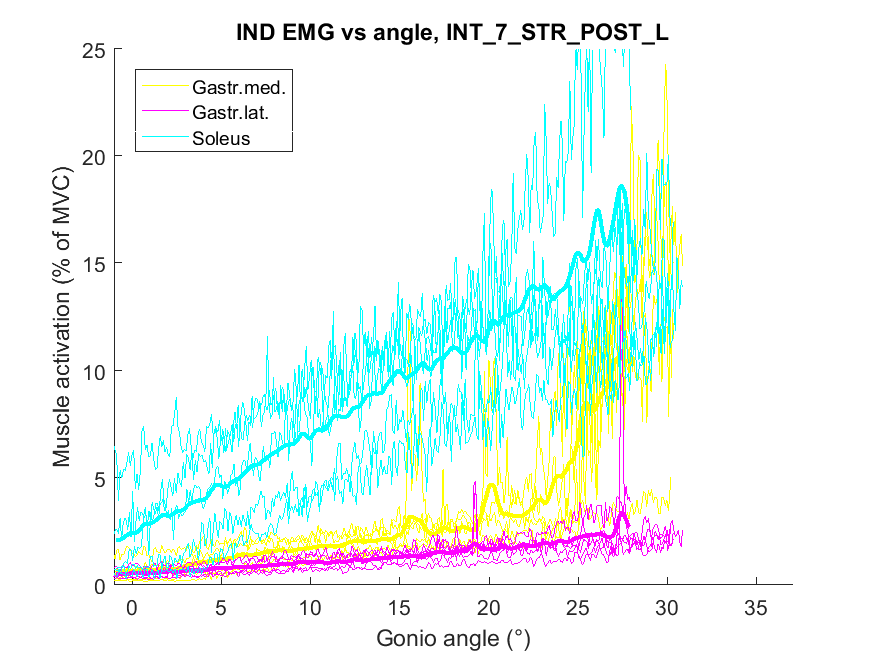 IND EMG vs angle, INT_7_STR_POST_L
25
20
15
10
5
0
Muscle activation (% of MVC)
Gastr.med.
Gastr.lat.
Soleus
0 5 10 15 20 25 30 35
Gonio angle (°)